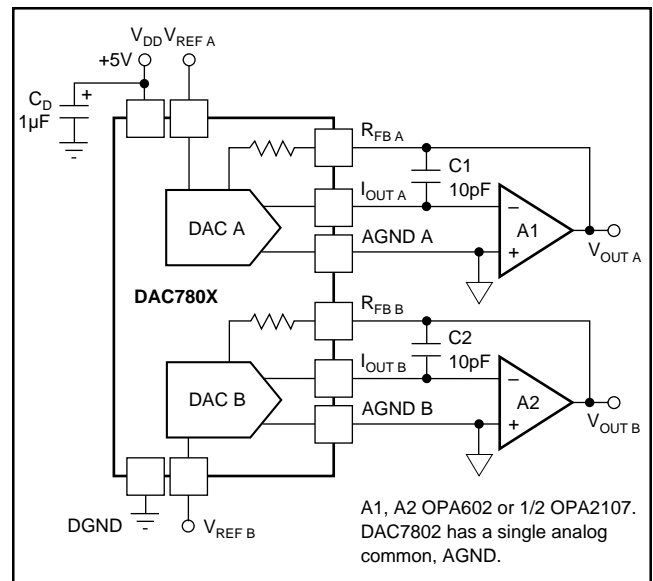 V_DD V_REF A
+5V
C_D
+
1µF
R_FB A
C1
10pF
I_OUT A
–
A1
+
V_OUT A
DAC A
AGND A
DAC780X
R_FB B
C2
10pF
I_OUT B
–
A2
+
V_OUT B
DAC B
AGND B
DGND
V_REF B
A1, A2 OPA602 or 1/2 OPA2107.
DAC7802 has a single analog
common, AGND.